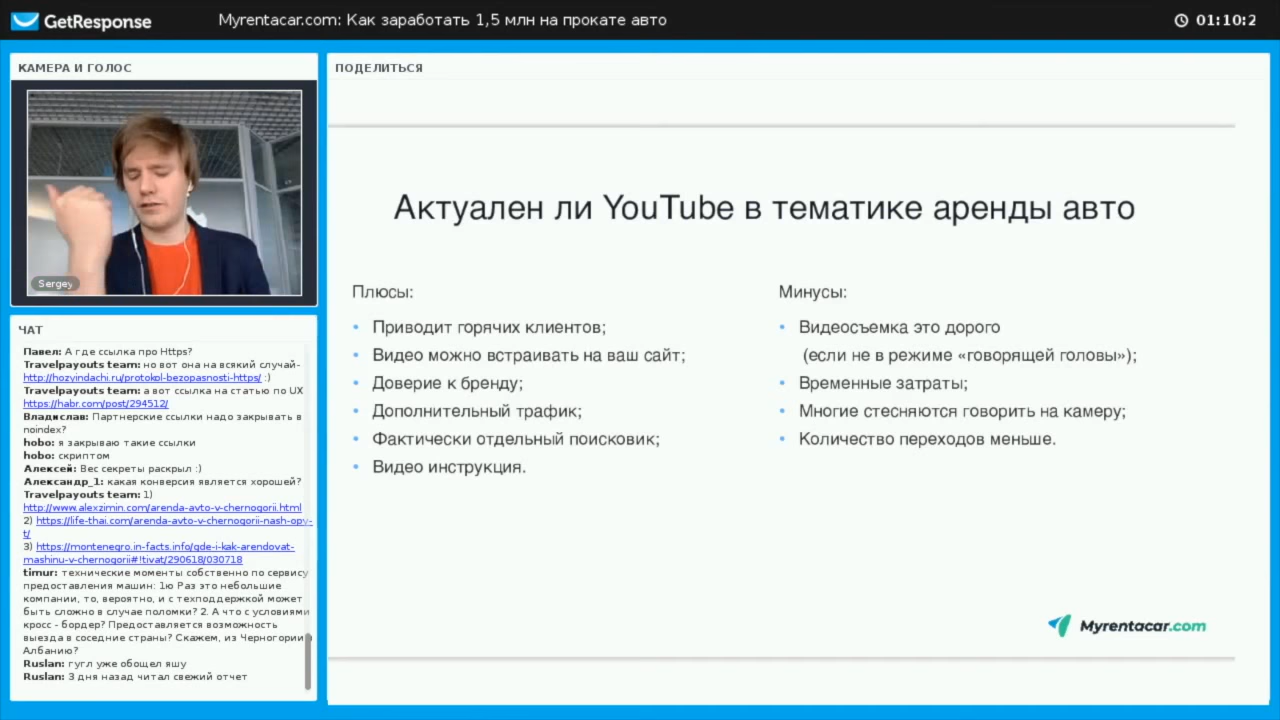 GetResponse
Myrentacar.com: Как заработать 1,5 млн на прокате авто
01:10:2
КАМЕРА И ГОЛОС
Sergey
ЧАТ
Павел: А где ссылка про Https?
Travelpayouts team: но вот она на всякий случай-
http://hozyindachi.ru/protokol-bezopasnosti-https/ :)
Travelpayouts team: а вот ссылка на статью по UX
https://habr.com/post/294512/
Владислав: Партнерские ссылки надо закрывать в
noindex?
hobo: я закрываю такие ссылки
hobo: скриптом
Алексей: Вес секреты раскрыл :)
Александр_1: какая конверсия является хорошей?
Travelpayouts team: 1)
http://www.alexzimin.com/arenda-avto-v-chernogorii.html
2) https://life-thai.com/arenda-avto-v-chernogorii-nash-opy-
t/
3) https://montenegro.in-facts.info/gde-i-kak-arendovat-
mashinu-v-chernogorii#!tivat/290618/030718
timur: технические моменты собственно по сервису
предоставления машин: 1ю Раз это небольшие
компании, то, вероятно, и с техподдержкой может
быть сложно в случае поломки? 2. А что с условиями
кросс - бордер? Предоставляется возможность
выезда в соседние страны? Скажем, из Черногории в
Албанию?
Ruslan: гугл уже обошел яшу
Ruslan: 3 дня назад читал свежий отчет
ПОДЕЛИТЬСЯ
Актуален ли YouTube в тематике аренды авто
Плюсы:
• Приводит горячих клиентов;
• Видео можно встраивать на ваш сайт;
• Доверие к бренду;
• Дополнительный трафик;
• Фактически отдельный поисковик;
• Видео инструкция.
Минусы:
• Видеосъемка это дорого
(если не в режиме «говорящей головы»);
• Временные затраты;
• Многие стесняются говорить на камеру;
• Количество переходов меньше.
Myrentacar.com